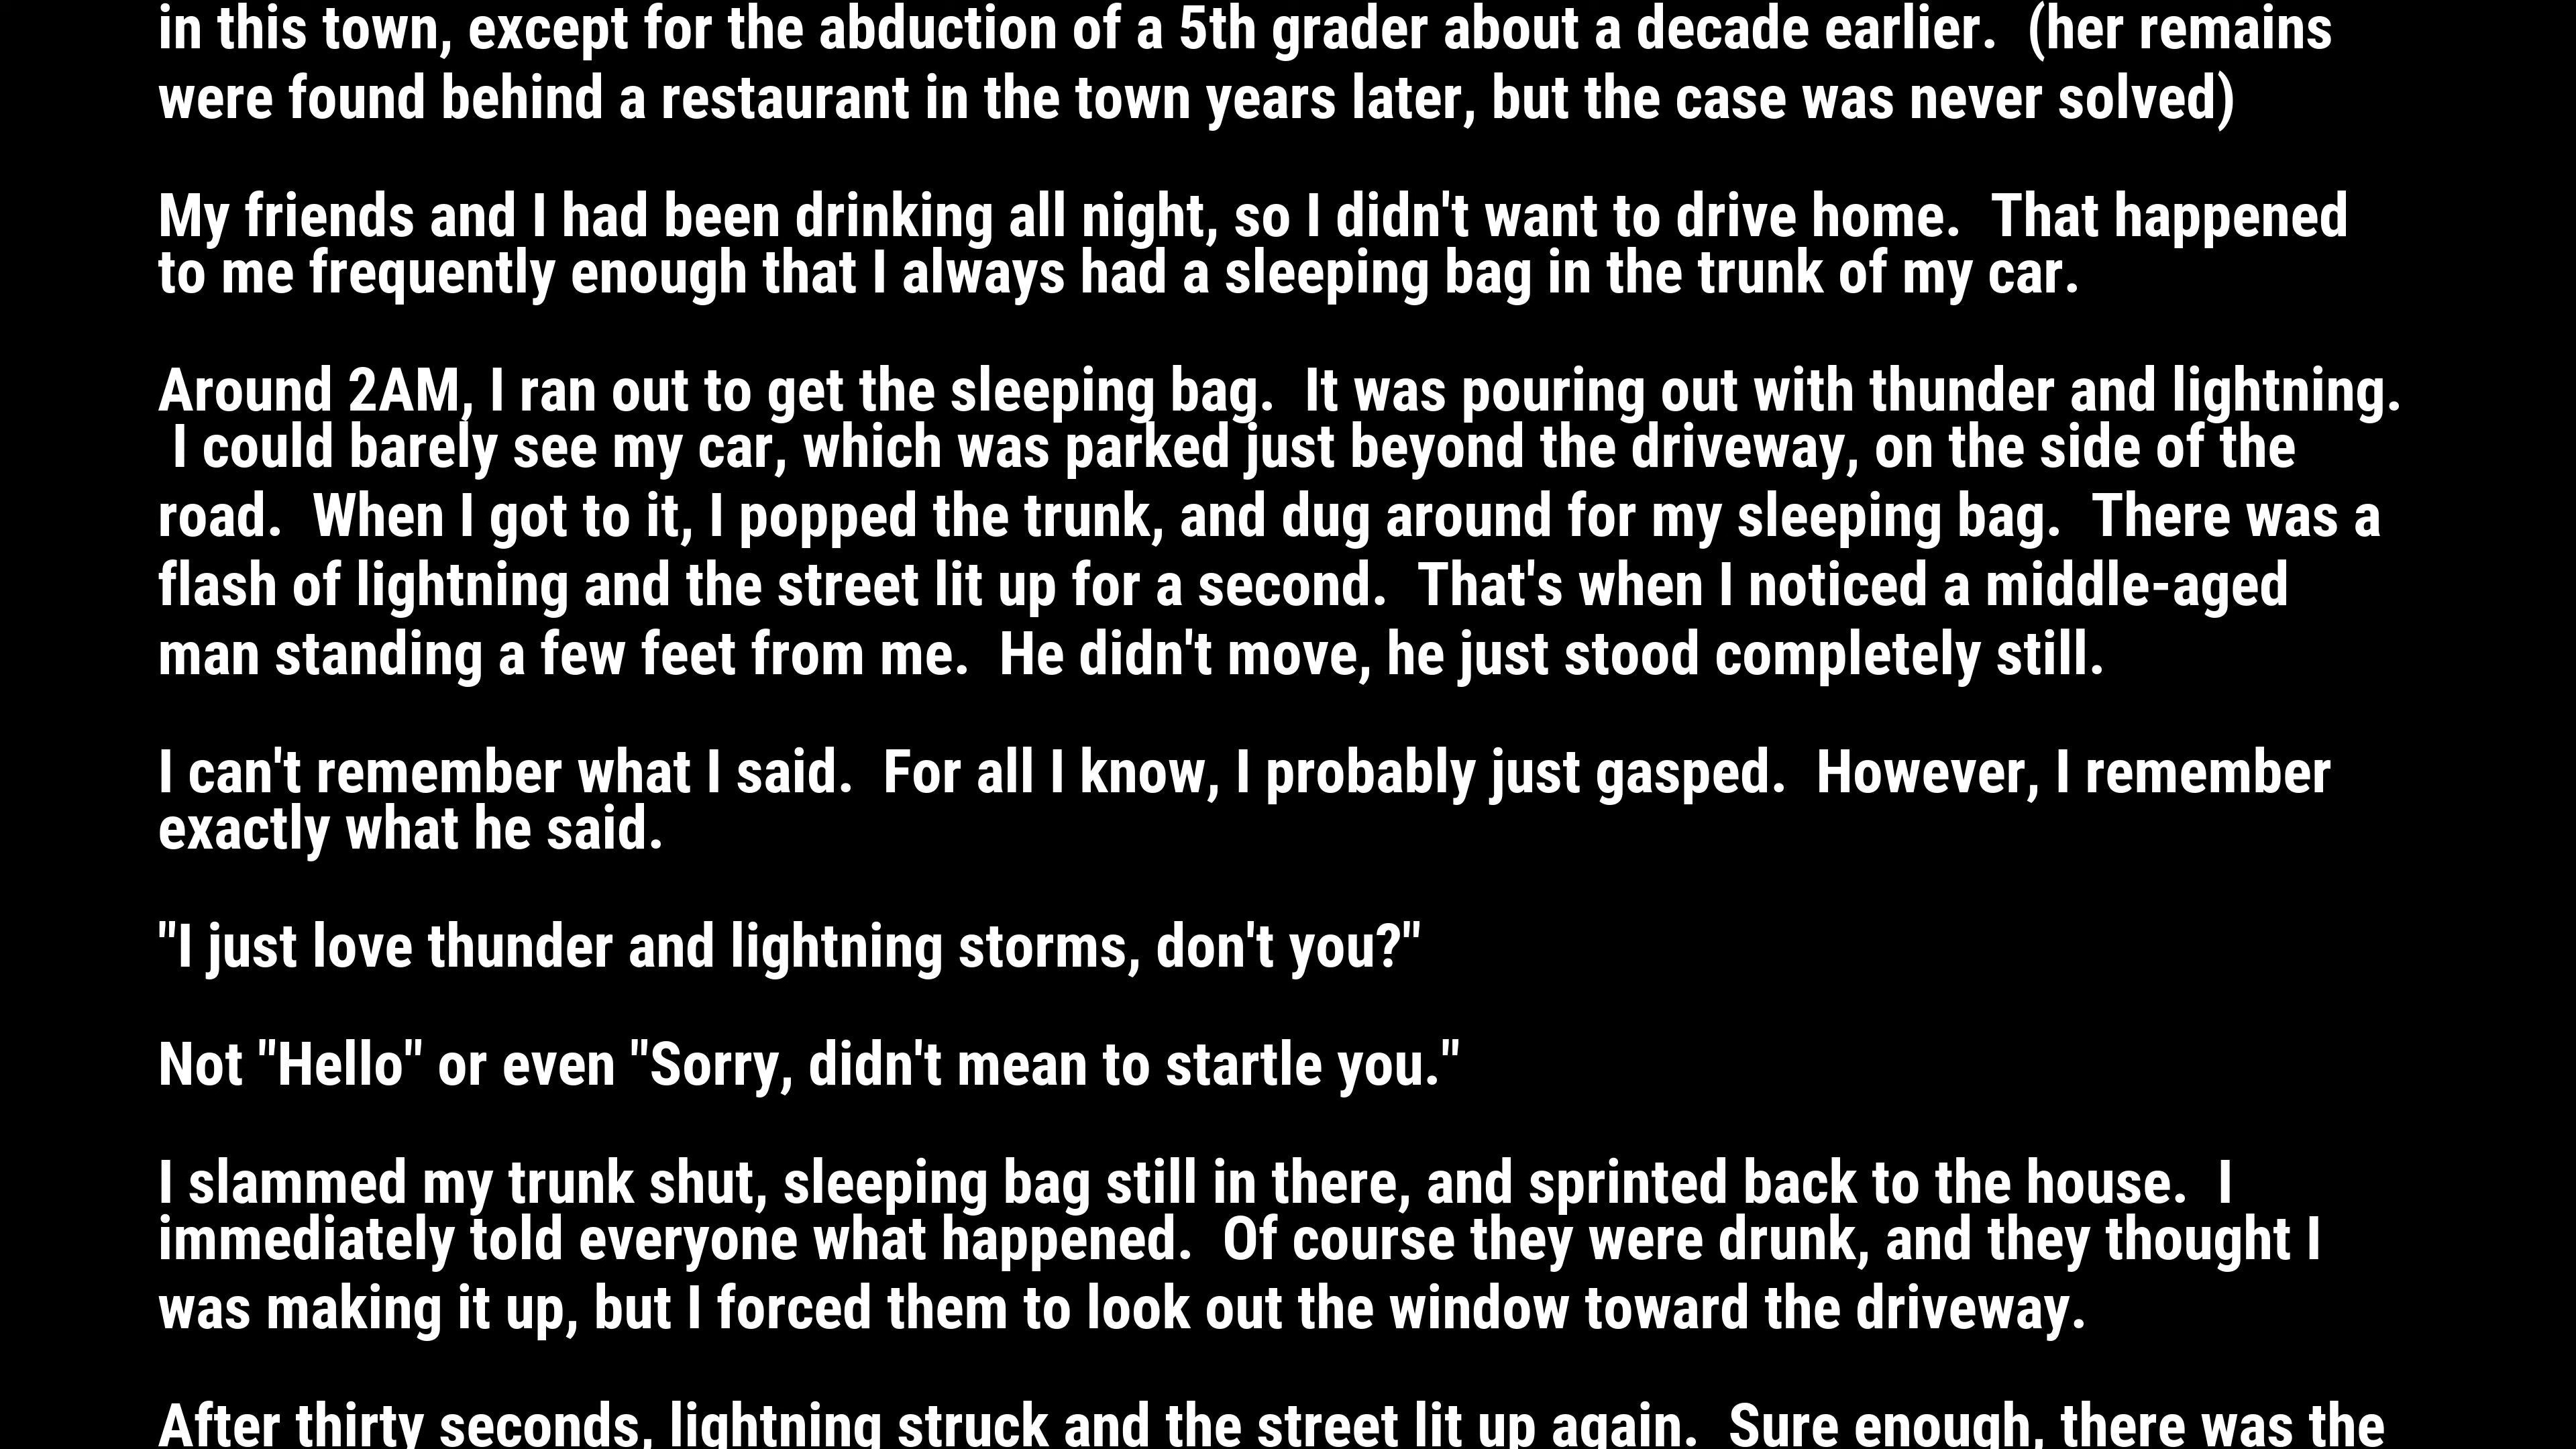 in this town, except for the abduction of a 5th grader about a decade earlier.  (her remains
were found behind a restaurant in the town years later, but the case was never solved)
My friends and I had been drinking all night, so I didn't want to drive home.  That happened
to me frequently enough that I always had a sleeping bag in the trunk of my car.
Around 2AM, I ran out to get the sleeping bag.  It was pouring out with thunder and lightning.
I could barely see my car, which was parked just beyond the driveway, on the side of the
road.  When I got to it, I popped the trunk, and dug around for my sleeping bag.  There was a
flash of lightning and the street lit up for a second.  That's when I noticed a middle-aged
man standing a few feet from me.  He didn't move, he just stood completely still.
I can't remember what I said.  For all I know, I probably just gasped.  However, I remember
exactly what he said.
"I just love thunder and lightning storms, don't you?"
Not "Hello" or even "Sorry, didn't mean to startle you."
I slammed my trunk shut, sleeping bag still in there, and sprinted back to the house.  I
immediately told everyone what happened.  Of course they were drunk, and they thought I
was making it up, but I forced them to look out the window toward the driveway.
After thirty seconds, lightning struck and the street lit up again.  Sure enough, there was the